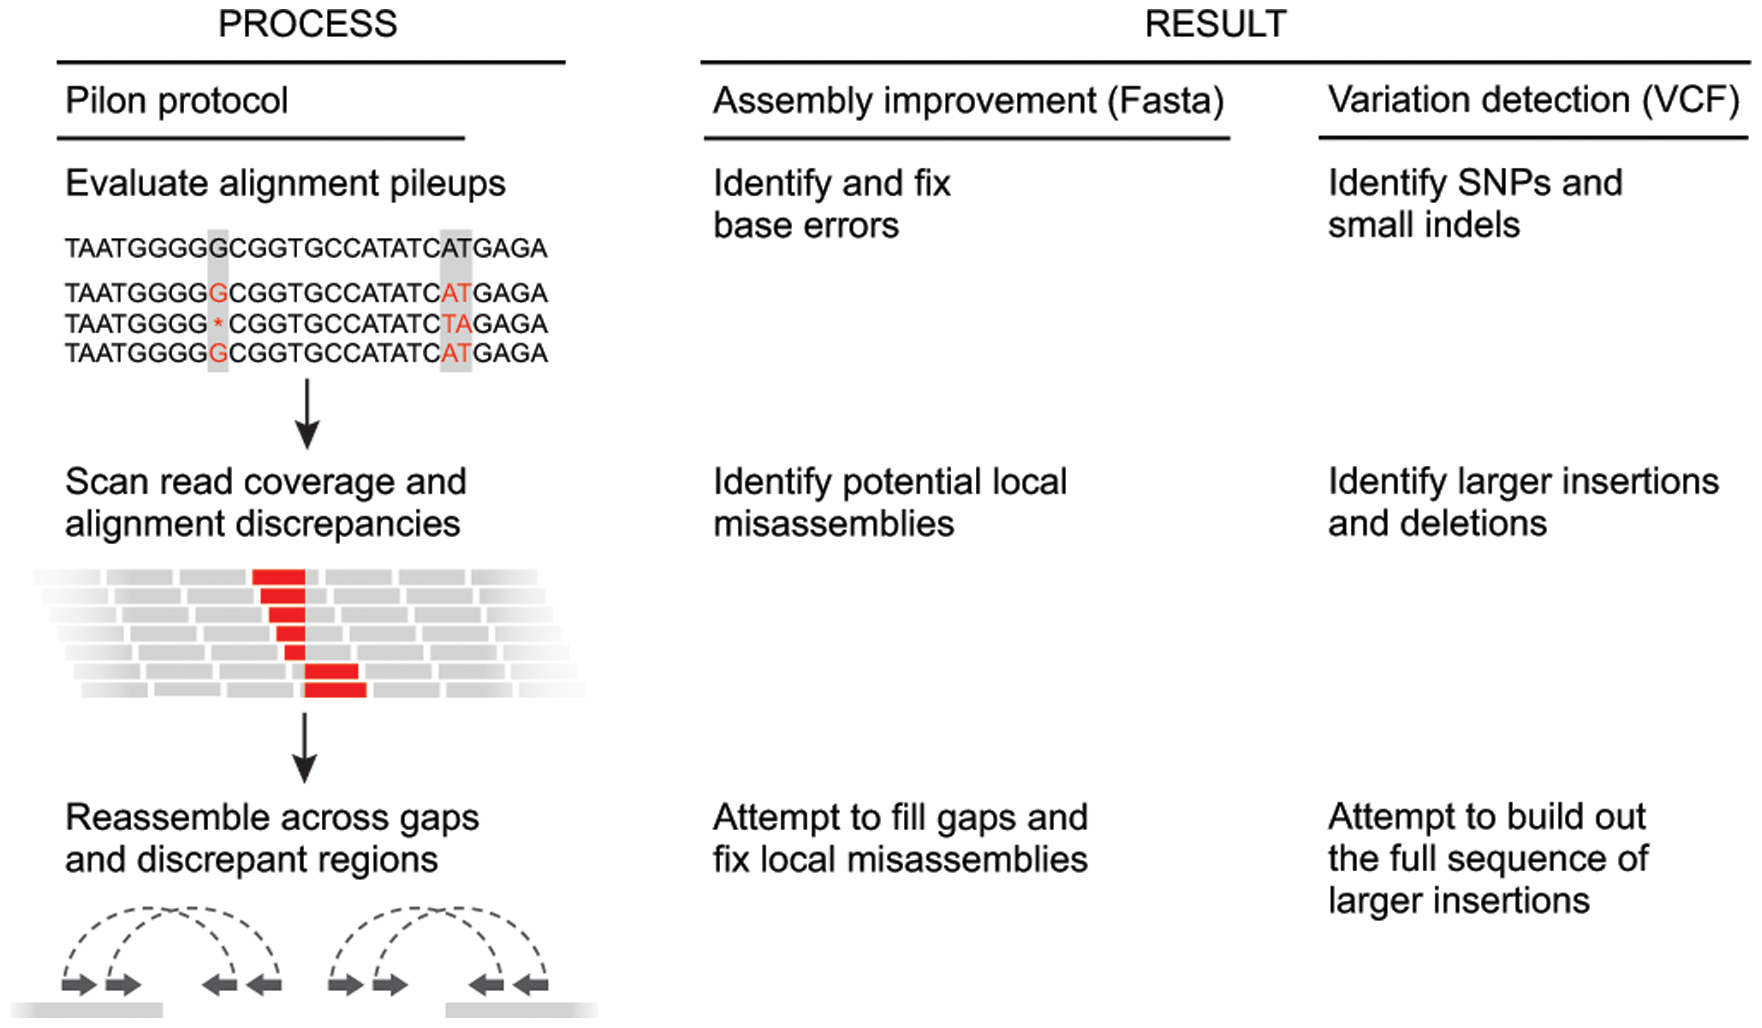 PROCESS
RESULT
Pilon protocol
Assembly improvement (Fasta)
Variation detection (VCF)
Evaluate alignment pileups
Identify and fix
base errors
Identify SNPs and
small indels
TAATGGGGGCGGTGCCATATCATGAGA
TAATGGGGGCGGTGCCATATCATGAGA
TAATGGGG*CGGTGCCATATCTAGAGA
TAATGGGGGCGGTGCCATATCATGAGA
Scan read coverage and
alignment discrepancies
Identify potential local
misassemblies
Identify larger insertions
and deletions
Reassemble across gaps
and discrepant regions
Attempt to fill gaps and
fix local misassemblies
Attempt to build out
the full sequence of
larger insertions